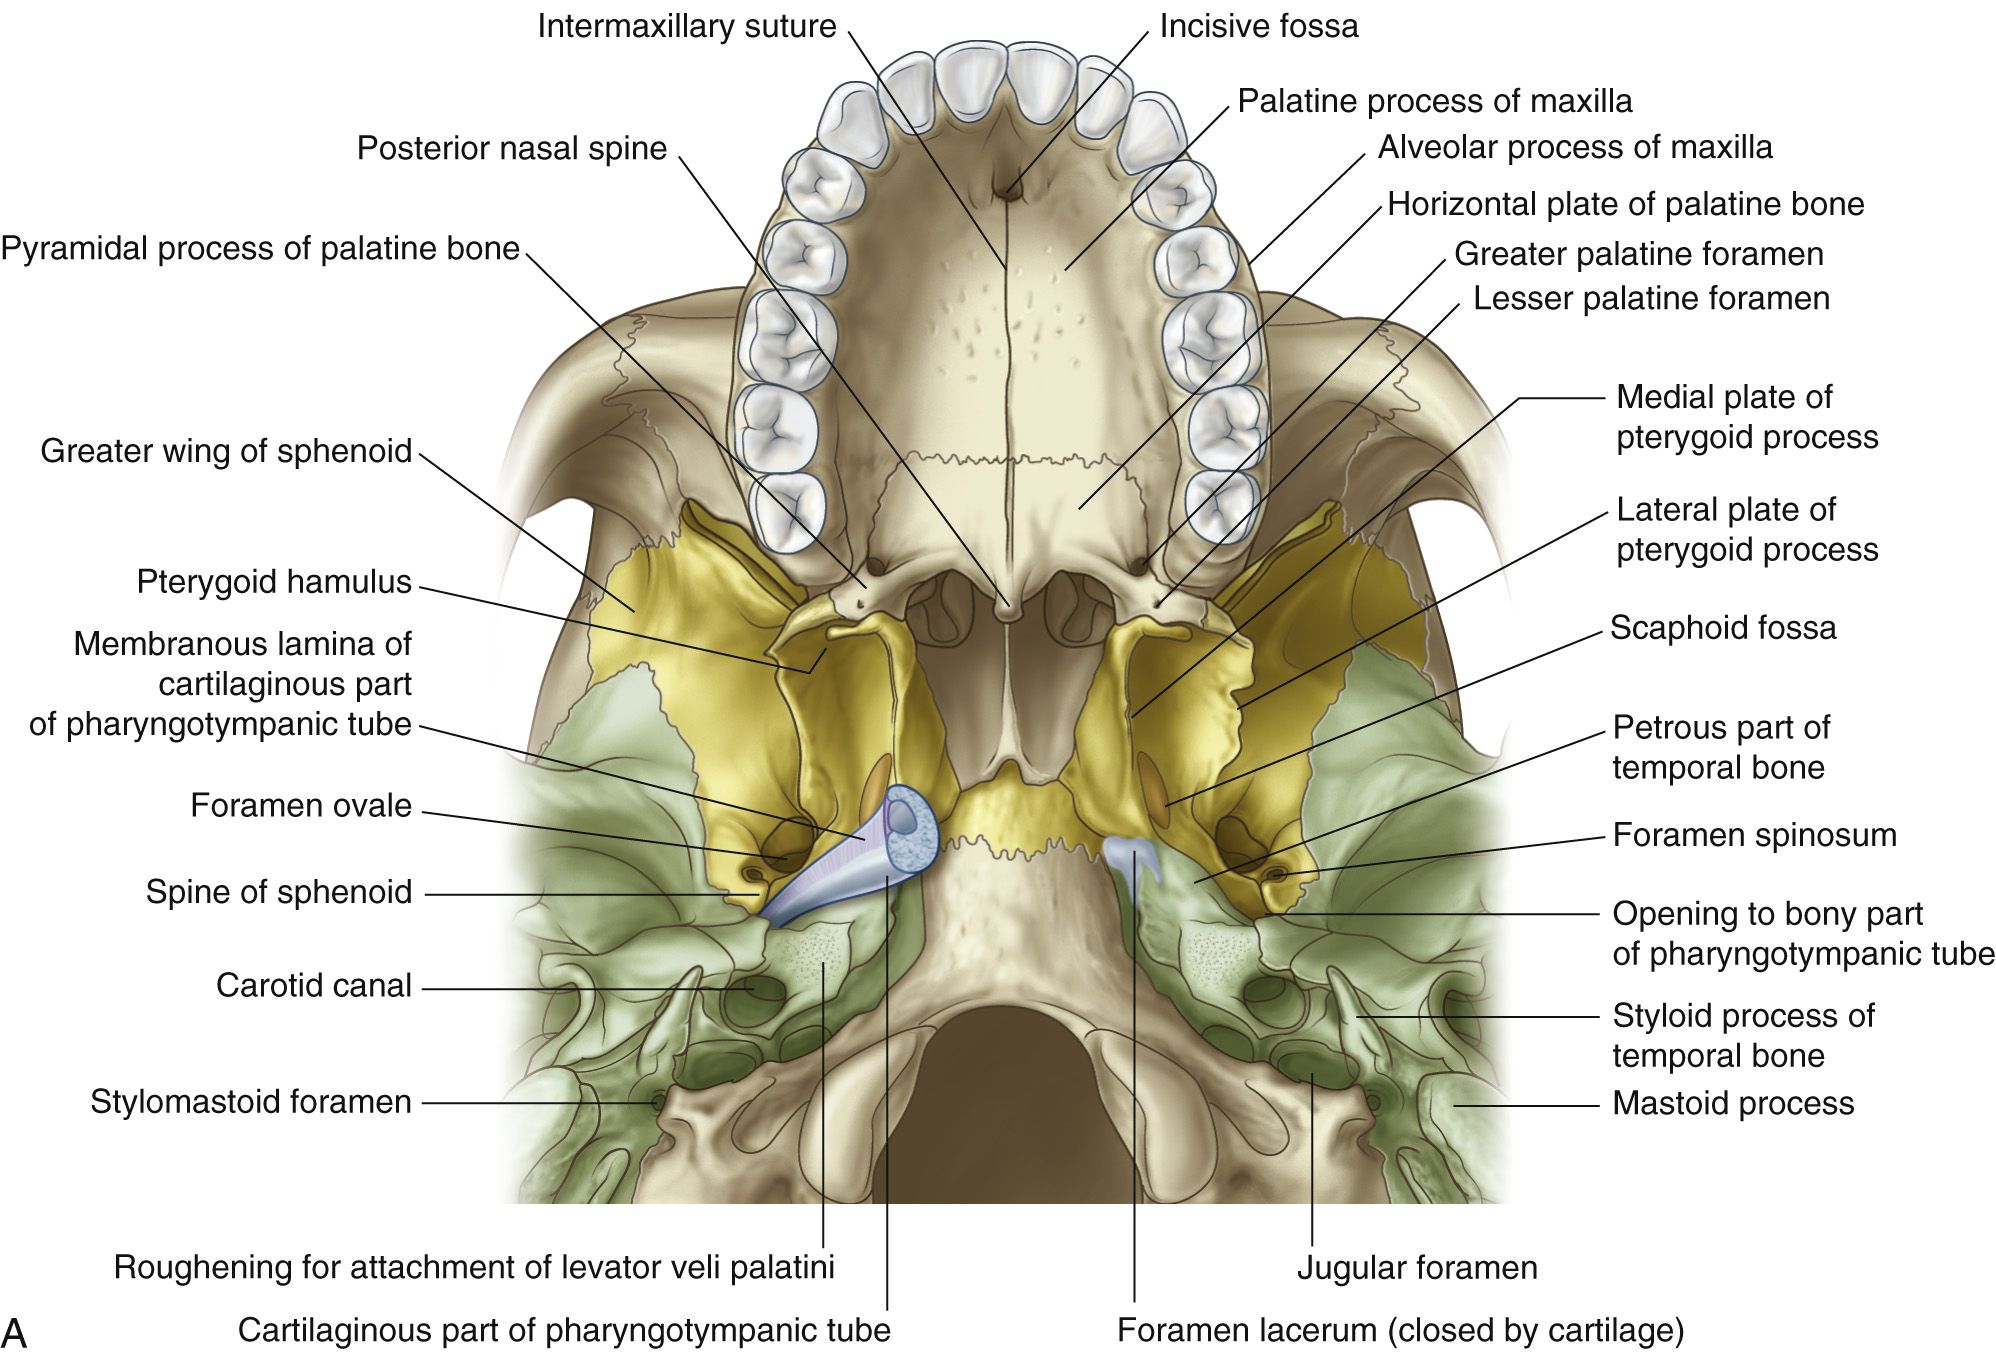 Intermaxillary suture
Incisive fossa
Palatine process of maxilla
Posterior nasal spine
Alveolar process of maxilla
Horizontal plate of palatine bone
Pyramidal process of palatine bone
Greater palatine foramen
Lesser palatine foramen
Medial plate of
pterygoid process
Greater wing of sphenoid
Lateral plate of
pterygoid process
Pterygoid hamulus
Scaphoid fossa
Membranous lamina of
cartilaginous part
of pharyngotympanic tube
Petrous part of
temporal bone
Foramen ovale
Foramen spinosum
Spine of sphenoid
Opening to bony part
of pharyngotympanic tube
Carotid canal
Styloid process of
temporal bone
Stylomastoid foramen
Mastoid process
Roughening for attachment of levator veli palatini
Jugular foramen
Cartilaginous part of pharyngotympanic tube
Foramen lacerum (closed by cartilage)
A